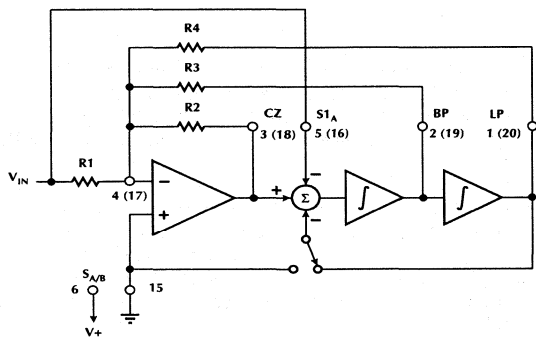 R4
R3
R2
CZ
3 (18)
S1A
5 (16)
BP
2 (19)
LP
1 (20)
R1
VIN
4 (17)
−
+
+
−
Σ
−
∫
∫
SA/B
6
15
V+